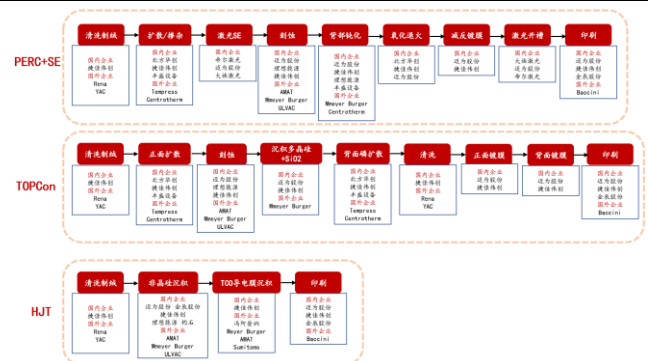 PERC+SE
清洗制绒
国内企业
捷佳伟创
国外企业
Rena
YAC
扩散/掺杂
国内企业
北方华创
捷佳伟创
丰盛设备
国外企业
Tempress
Centrotherm
激光SE
国内企业
帝尔激光
迈为股份
大族激光
刻蚀
国内企业
迈为股份
理想能源
捷佳伟创
国外企业
AMAT
Mmeyer Burger
ULVAC
背部钝化
国内企业
迈为股份
捷佳伟创
理想能源
丰盛设备
国外企业
Mmeyer Burger
Centrotherm
氧化退火
国内企业
北方华创
捷佳伟创
迈为股份
减反镀膜
国内企业
迈为股份
捷佳伟创
激光开槽
国内企业
大族激光
迈为股份
帝尔激光
印刷
国内企业
迈为股份
捷佳伟创
金辰股份
国外企业
Baccini
TOPCon
清洗制绒
国内企业
捷佳伟创
国外企业
Rena
YAC
正面扩散
国内企业
北方华创
捷佳伟创
丰盛设备
国外企业
Tempress
Centrotherm
刻蚀
国内企业
迈为股份
理想能源
捷佳伟创
国外企业
AMAT
Mmeyer Burger
ULVAC
沉积多晶硅
+SiO2
国内企业
迈为股份
捷佳伟创
国外企业
Mmeyer Burger
背面磷扩散
国内企业
北方华创
捷佳伟创
丰盛设备
国外企业
Tempress
Centrotherm
清洗
国内企业
捷佳伟创
国外企业
Rena
YAC
正面镀膜
国内企业
迈为股份
捷佳伟创
背面镀膜
国内企业
迈为股份
捷佳伟创
印刷
国内企业
迈为股份
捷佳伟创
金辰股份
国外企业
Baccini
HJT
清洗制绒
国内企业
捷佳伟创
国外企业
Rena
YAC
非晶硅沉积
国内企业
迈为股份 金辰股份
捷佳伟创
理想能源
国外企业
AMAT
Mmeyer Burger
ULVAC
TCO导电膜沉积
国内企业
捷佳伟创
国外企业
冯阿登纳
Meyer Burger
AMAT
Sumitomo
印刷
国内企业
迈为股份
捷佳伟创
金辰股份
国外企业
Baccini